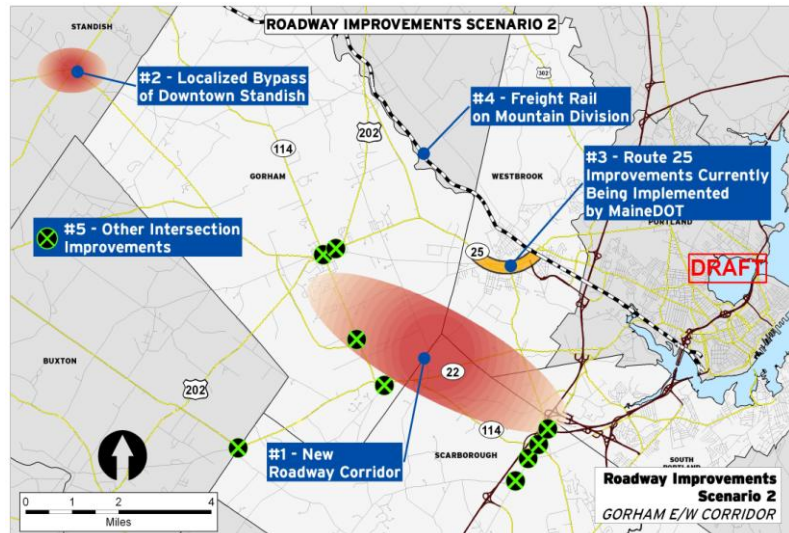 ROADWAY IMPROVEMENTS SCENARIO 2
STANDISH
#2 - Localized Bypass
of Downtown Standish
302
#4 - Freight Rail
on Mountain Division
202
114
GORHAM
WESTBROOK
#3 - Route 25
Improvements Currently
Being Implemented
by MaineDOT
PORTLAND
#5 - Other Intersection
Improvements
25
DRAFT
BUXTON
202
22
114
#1 - New
Roadway Corridor
SCARBOROUGH
SOUTH
PORTLAND
0 1 2 4
Miles
Roadway Improvements
Scenario 2
GORHAM E/W CORRIDOR